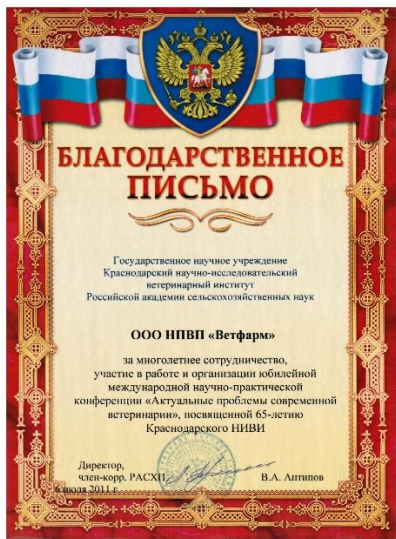 БЛАГОДАРСТВЕННОЕ
ПИСЬМО
Государственное научное учреждение
Краснодарский научно-исследовательский
ветеринарный институт
Российской академии сельскохозяйственных наук
ООО НПВП «Ветфарм»
за многолетнее сотрудничество,
участие в работе и организации юбилейной
международной научно-практической
конференции «Актуальные проблемы современной
ветеринарии», посвященной 65-летию
Краснодарского НИВИ
Директор,
член-корр. РАСХН В.А. Антипов
6 июля 2011 г.